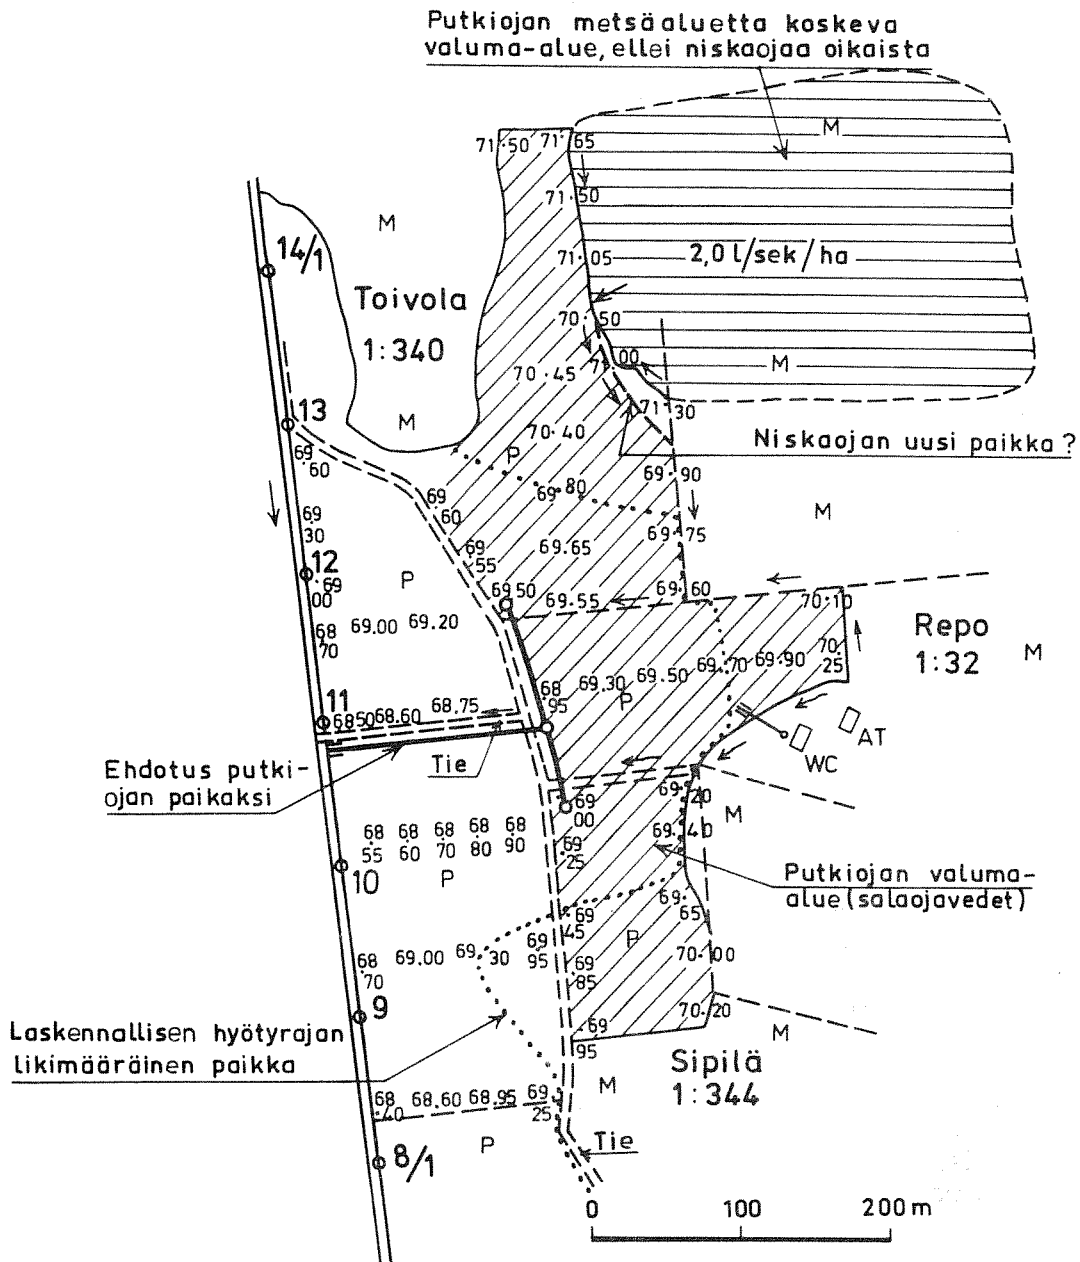 Putkiojan metsäaluetta koskeva
valuma-alue, ellei niskaojaa oikaista
M
71.50 71.65
71.50
M
14/1
71.05
2,0 l/sek/ha
Toivola
70.50
1:340
71.00
M
70.45
13
M
71.30
70.40
P
Niskaojan uusi paikka ?
69.60
69.90
69.80
69.60
M
69.30
69.75
69.65
69.55
12
P
69.00
69.50
69.55
69.60
70.10
68.70
69.00 69.20
Repo
1:32
M
69.30 69.50 69.70 69.90
70.25
68.95
P
11
68.50 68.60 68.75
AT
WC
Tie
Ehdotus putki-
ojan paikaksi
69.20
69.00
M
68.55 68.60 68.70 68.80 68.90
69.40
69.25
10
P
Putkiojan valuma-
alue (salaojavedet)
69.65
69.45
P
68.70
69.00 69.30 69.95
70.00
69.85
9
70.20
Laskennallisen hyötyrajan
likimääräinen paikka
69.95
M
Sipilä
1:344
M
68.40 68.60 68.95 69.25
P
Tie
8/1
0 100 200 m